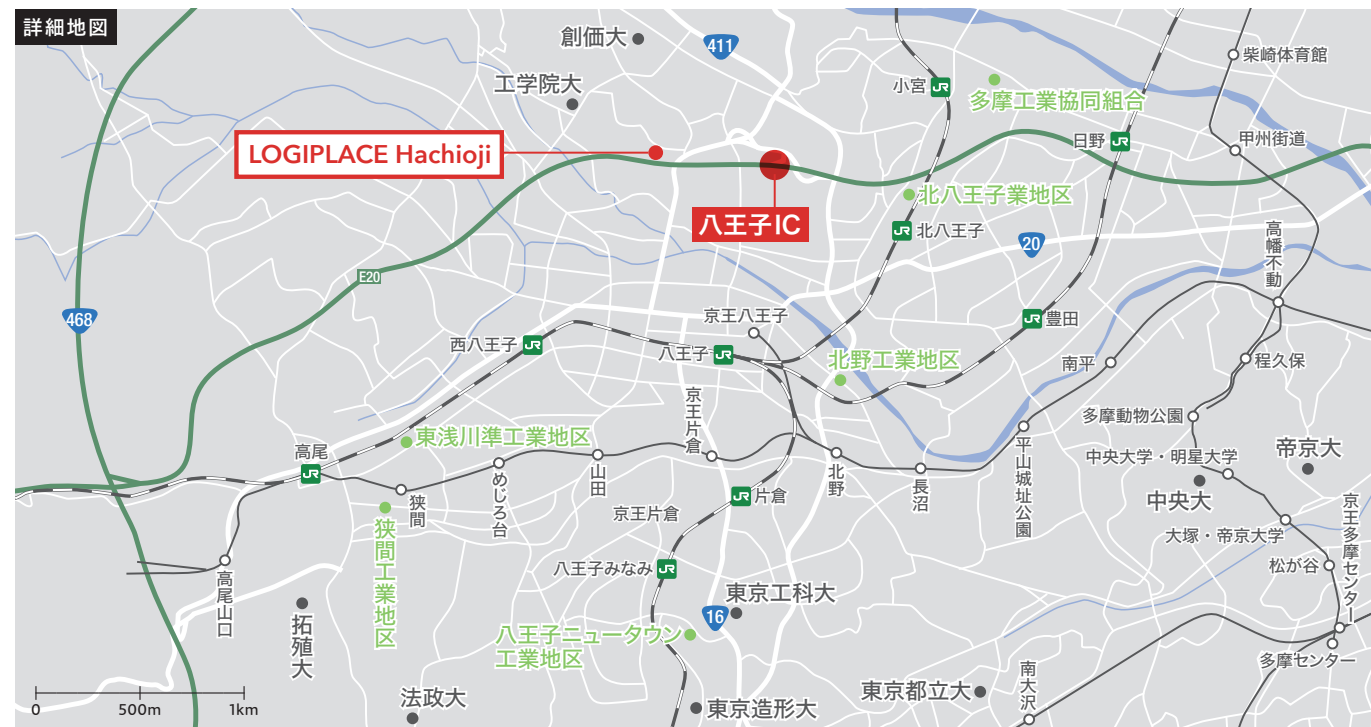 詳細地図
創価大
411
柴崎体育館
工学院大
小宮
JR
多摩工業協同組合
日野
JR
甲州街道
LOGIPLACE Hachioji
北八王子業地区
八王子IC
JR
北八王子
20
高幡不動
E20
468
京王八王子
JR
豊田
西八王子
JR
八王子
JR
北野工業地区
南平
程久保
京王片倉
多摩動物公園
東浅川準工業地区
高尾
JR
帝京大
中央大学・明星大学
めじろ台
山田
北野
長沼
平山城址公園
中央大
狭間
JR
片倉
京王片倉
狭間工業地区
大塚・帝京大学
京王多摩センター
八王子みなみ
JR
松が谷
高尾山口
東京工科大
16
拓殖大
八王子ニュータウン
工業地区
多摩センター
南大沢
東京都立大
法政大
東京造形大
0
500m
1km